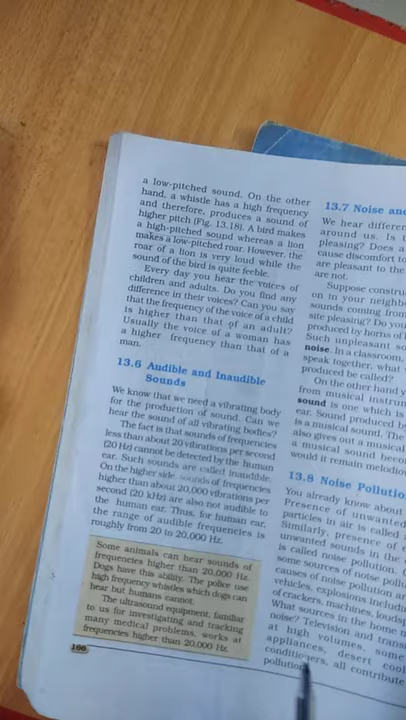 a low-pitched sound. On the other
hand, a whistle has a high frequency
and therefore, produces a sound of
higher pitch (Fig. 13.18). A bird makes
a high-pitched sound whereas a lion
makes a low-pitched roar. However, the
roar of a lion is very loud while the
sound of the bird is quite feeble.
Every day you hear the voices of
children and adults. Do you find any
difference in their voices? Can you say
that the frequency of the voice of a child
is higher than that of an adult?
Usually the voice of a woman has
a higher frequency than that of a
man.
13.6 Audible and Inaudible
Sounds
We know that we need a vibrating body
for the production of sound. Can we
hear the sound of all vibrating bodies?
The fact is that sounds of frequencies
less than about 20 vibrations per second
(20 Hz) cannot be detected by the human
ear. Such sounds are called inaudible.
On the higher side, sounds of frequencies
higher than about 20,000 vibrations per
second (20 kHz) are also not audible to
the human ear. Thus, for human ear,
the range of audible frequencies is
roughly from 20 to 20,000 Hz.
Some animals can hear sounds of
frequencies higher than 20,000 Hz.
Dogs have this ability. The police use
high frequency whistles which dogs can
hear but humans cannot.
The ultrasound equipment, familiar
to us for investigating and tracking
many medical problems, works at
frequencies higher than 20,000 Hz.
166
13.7 Noise and
We hear differen
around us. Is t
pleasing? Does a
cause discomfort to
are pleasant to the
are not.
Suppose constru
on in your neighb
sounds coming from
site pleasing? Do you
produced by horns of b
Such unpleasant so
noise. In a classroom,
speak together, what
produced be called?
On the other hand y
from musical instrum
sound is one which is
ear. Sound produced by
is a musical sound. The
also gives out a musical
a musical sound beco
would it remain melodio
13.8 Noise Pollutio
You already know about
Presence of unwanted
particles in air is called
Similarly, presence of e
unwanted sounds in the
is called noise pollution.
some sources of noise pollu
causes of noise pollution ar
vehicles, explosions includin
of crackers, machines, loudsp
What sources in the home m
noise? Television and trans
at high volumes, some
appliances, desert cool
conditioners, all contribute
pollution.